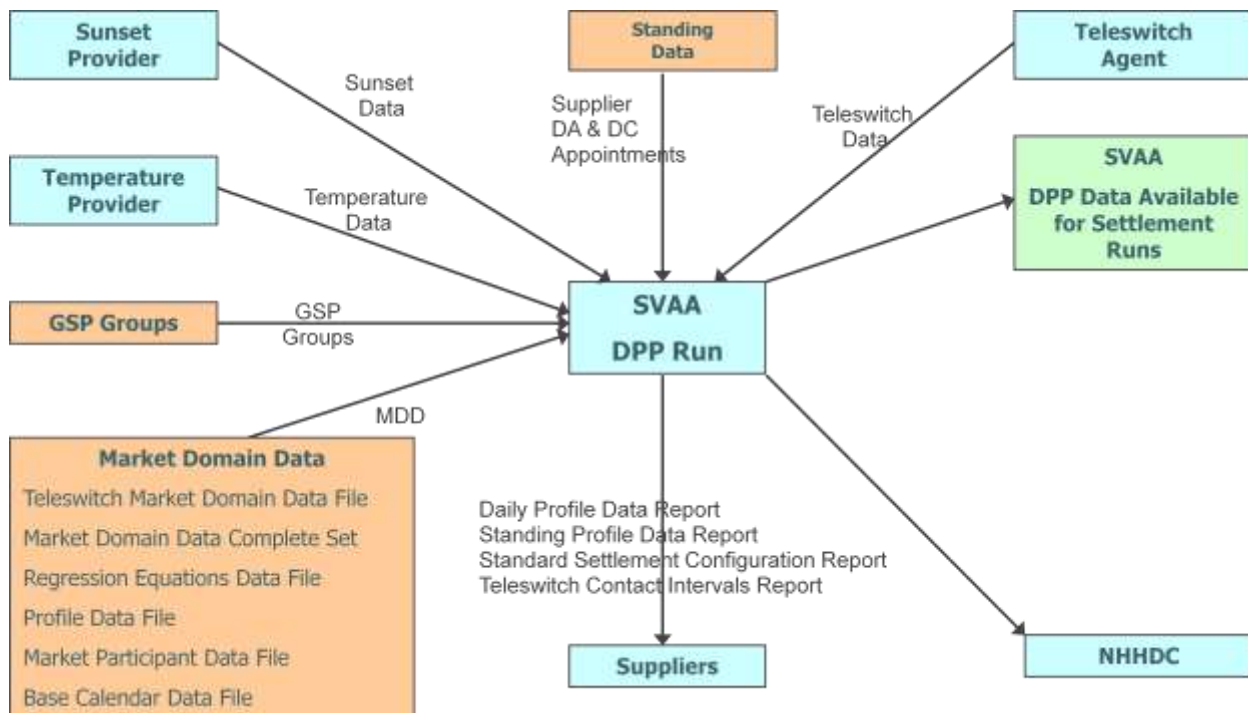 Sunset
Provider
Standing
Data
Teleswitch
Agent
Sunset
Data
Supplier
DA & DC
Appointments
Teleswitch
Data
Temperature
Provider
Temperature
Data
SVAA
DPP Data Available
for Settlement
Runs
GSP Groups
GSP
Groups
SVAA
DPP Run
MDD
Market Domain Data
Teleswitch Market Domain Data File
Market Domain Data Complete Set
Regression Equations Data File
Profile Data File
Market Participant Data File
Base Calendar Data File
Daily Profile Data Report
Standing Profile Data Report
Standard Settlement Configuration Report
Teleswitch Contact Intervals Report
Suppliers
NHHDC